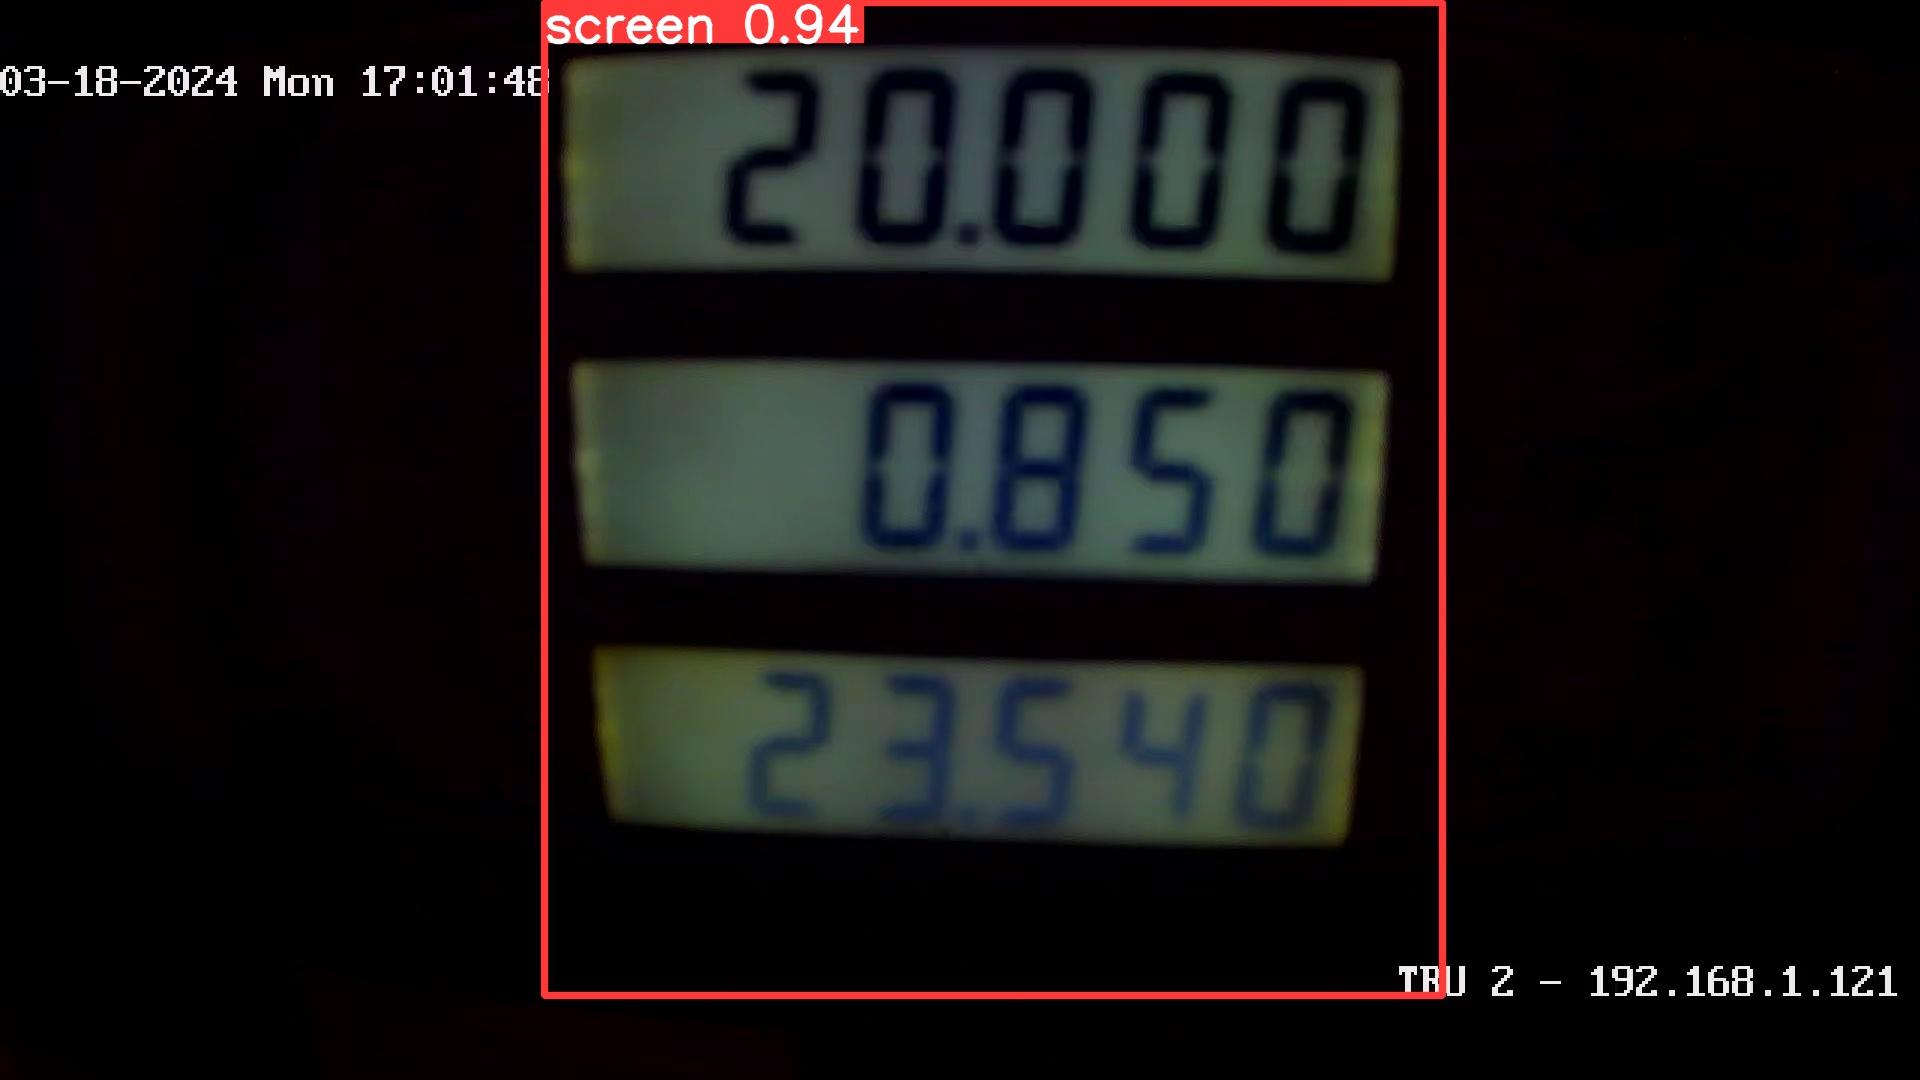 screen 0.94
03-18-2024 Mon 17:01:48
20.000
0.850
23.540
TRU 2 - 192.168.1.121